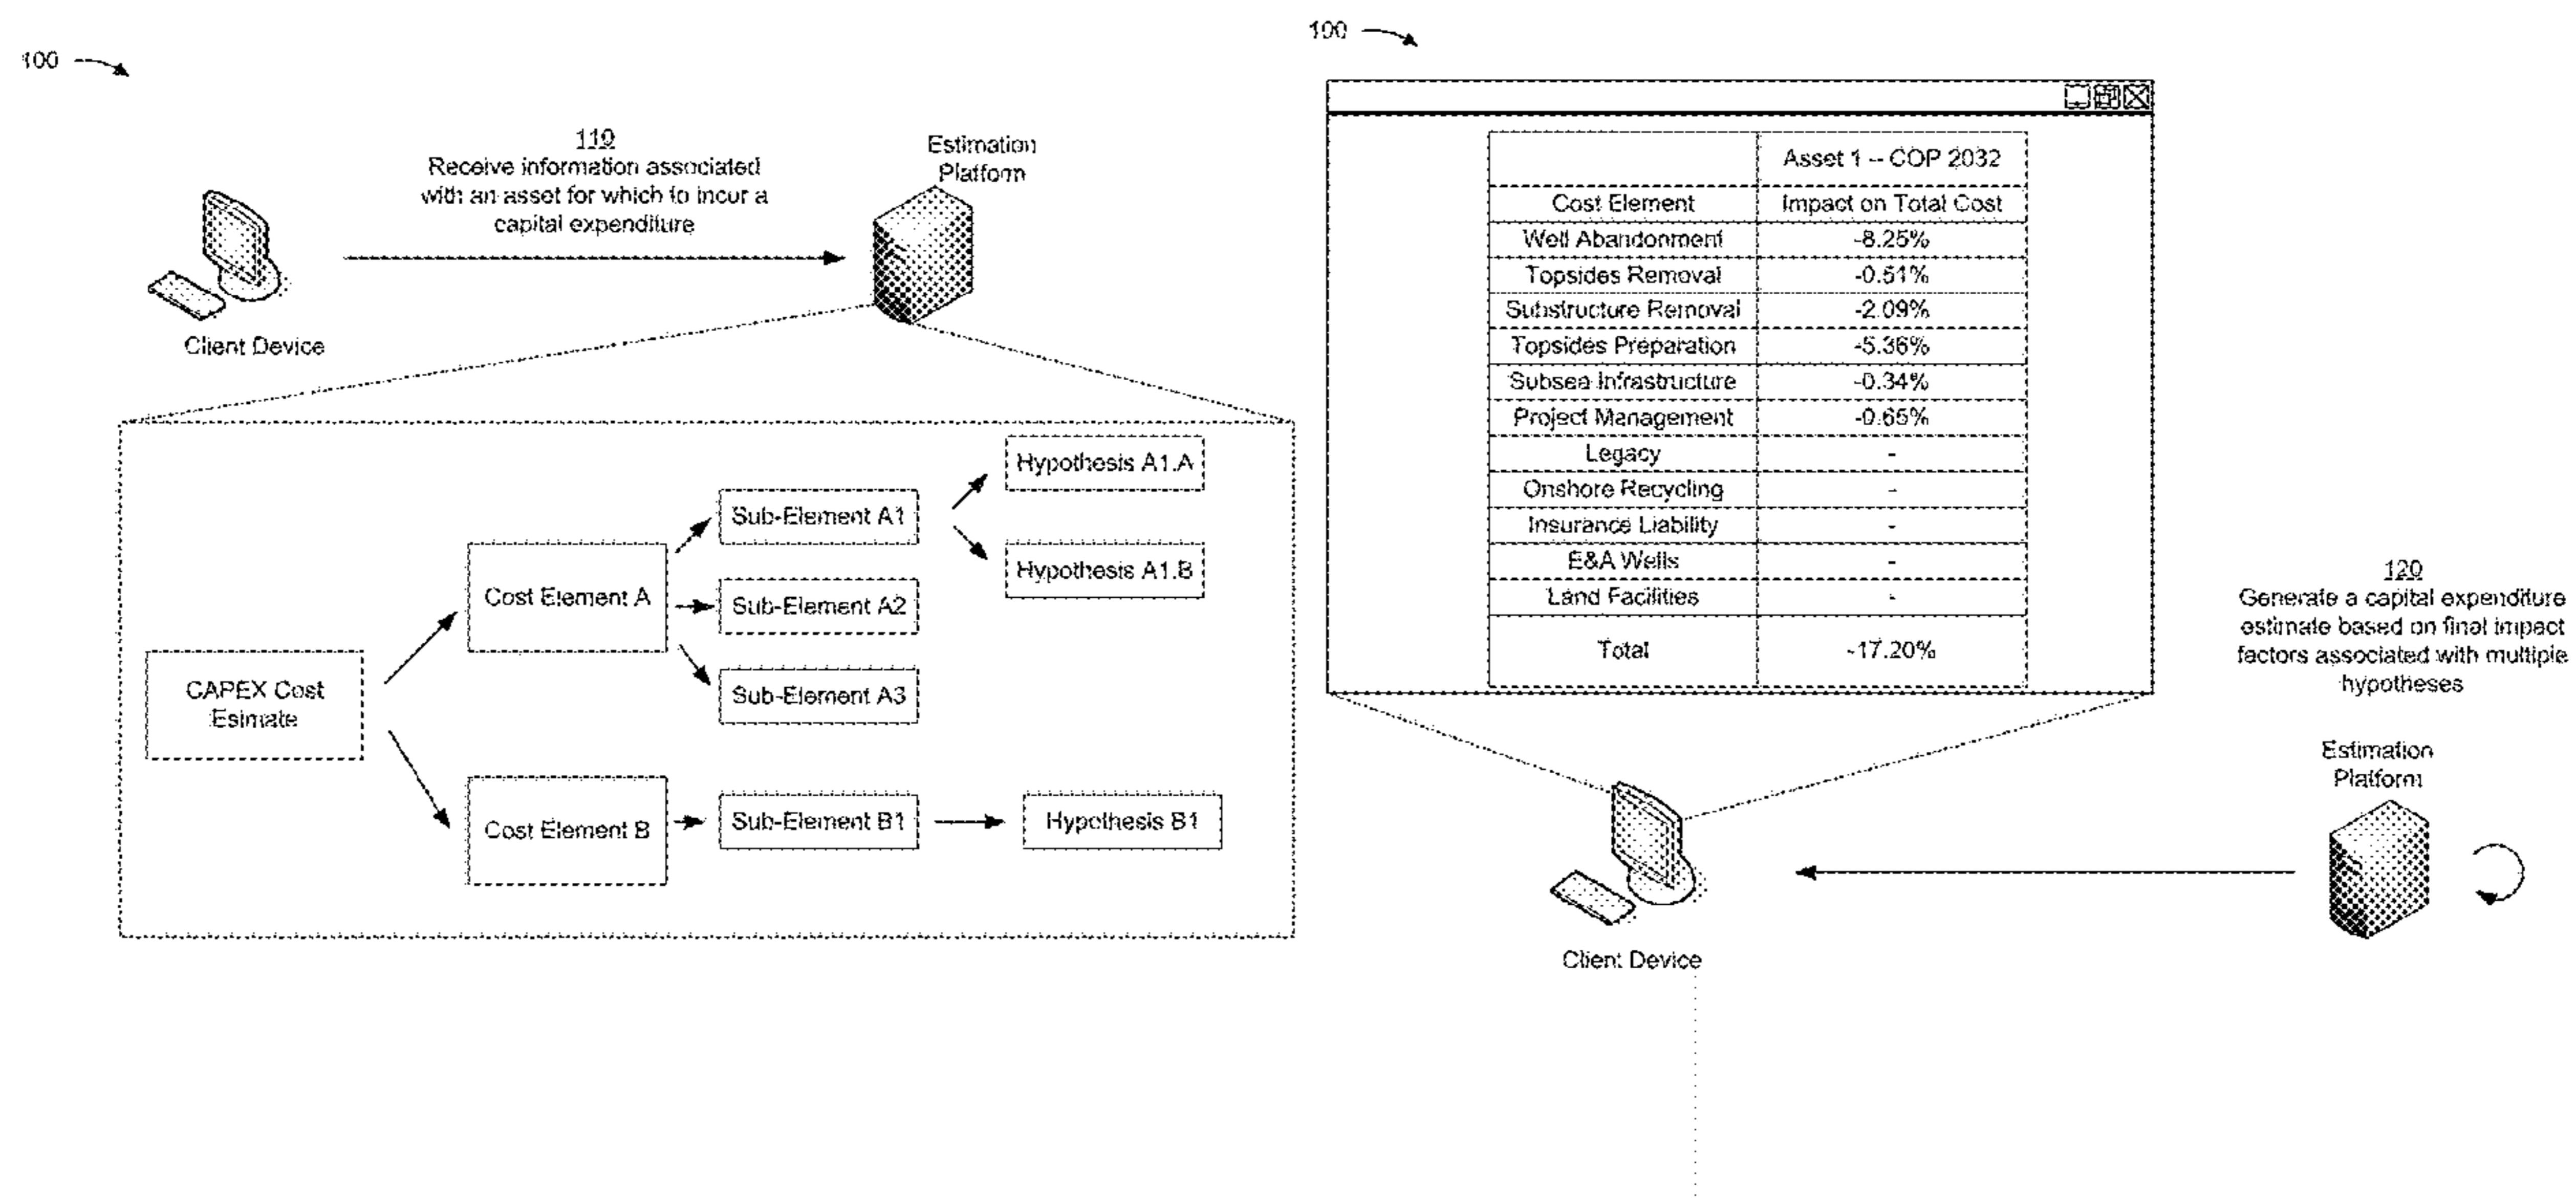 100
110
Receive information associated
with an asset for which to incur a
capital expenditure
Estimation
Platform
Client Device
CAPEX Cost
Esimate
Cost Element A
Cost Element B
Sub-Element A1
Sub-Element A2
Sub-Element A3
Sub-Element B1
Hypothesis A1.A
Hypothesis A1.B
Hypothesis B1
100
Asset 1 -- COP 2032
Cost Element Impact on Total Cost
Well Abandonment -8.25%
Topsides Removal -0.51%
Substructure Removal -2.09%
Topsides Preparation -5.36%
Subsea Infrastructure -0.34%
Project Management -0.65%
Legacy -
Onshore Recycling -
Insurance Liability -
E&A Wells -
Land Facilities -
Total -17.20%
120
Generate a capital expenditure
estimate based on final impact
factors associated with multiple
hypotheses
Estimation
Platform
Client Device